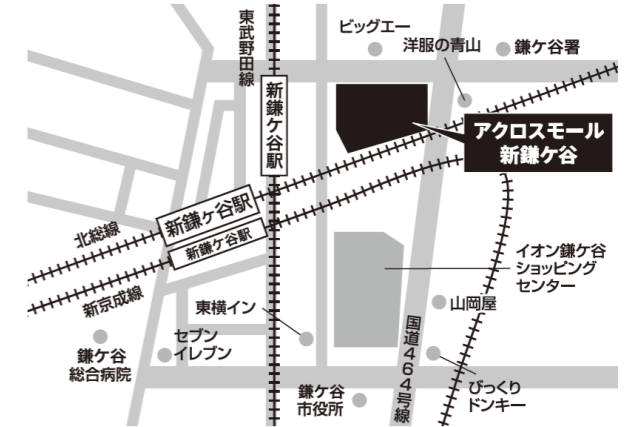 東武野田線
ビッグエー
洋服の青山
鎌ケ谷署
新鎌ケ谷駅
アクロスモール
新鎌ケ谷
新鎌ヶ谷駅
新鎌ヶ谷駅
北総線
新京成線
イオン鎌ケ谷
ショッピング
センター
東横イン
山岡屋
国道464号線
セブン
イレブン
鎌ケ谷
総合病院
鎌ケ谷
市役所
びっくり
ドンキー